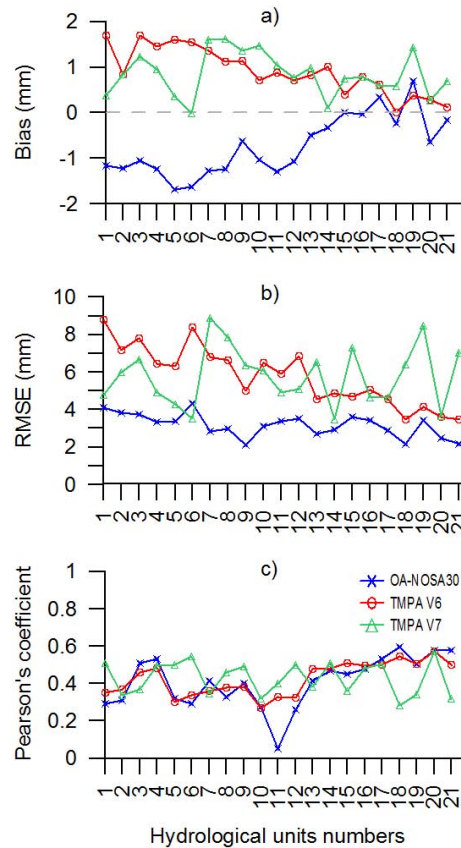 a)
Bias (mm)
2
1
0
-1
-2
1 2 3 4 5 6 7 8 9 10 11 12 13 14 15 16 17 18 19 20 21
b)
RMSE (mm)
10
8
6
4
2
0
1 2 3 4 5 6 7 8 9 10 11 12 13 14 15 16 17 18 19 20 21
c)
Pearson's coefficient
1
0.8
0.6
0.4
0.2
0
OA-NOSA30
TMPA V6
TMPA V7
1 2 3 4 5 6 7 8 9 10 11 12 13 14 15 16 17 18 19 20 21
Hydrological units numbers